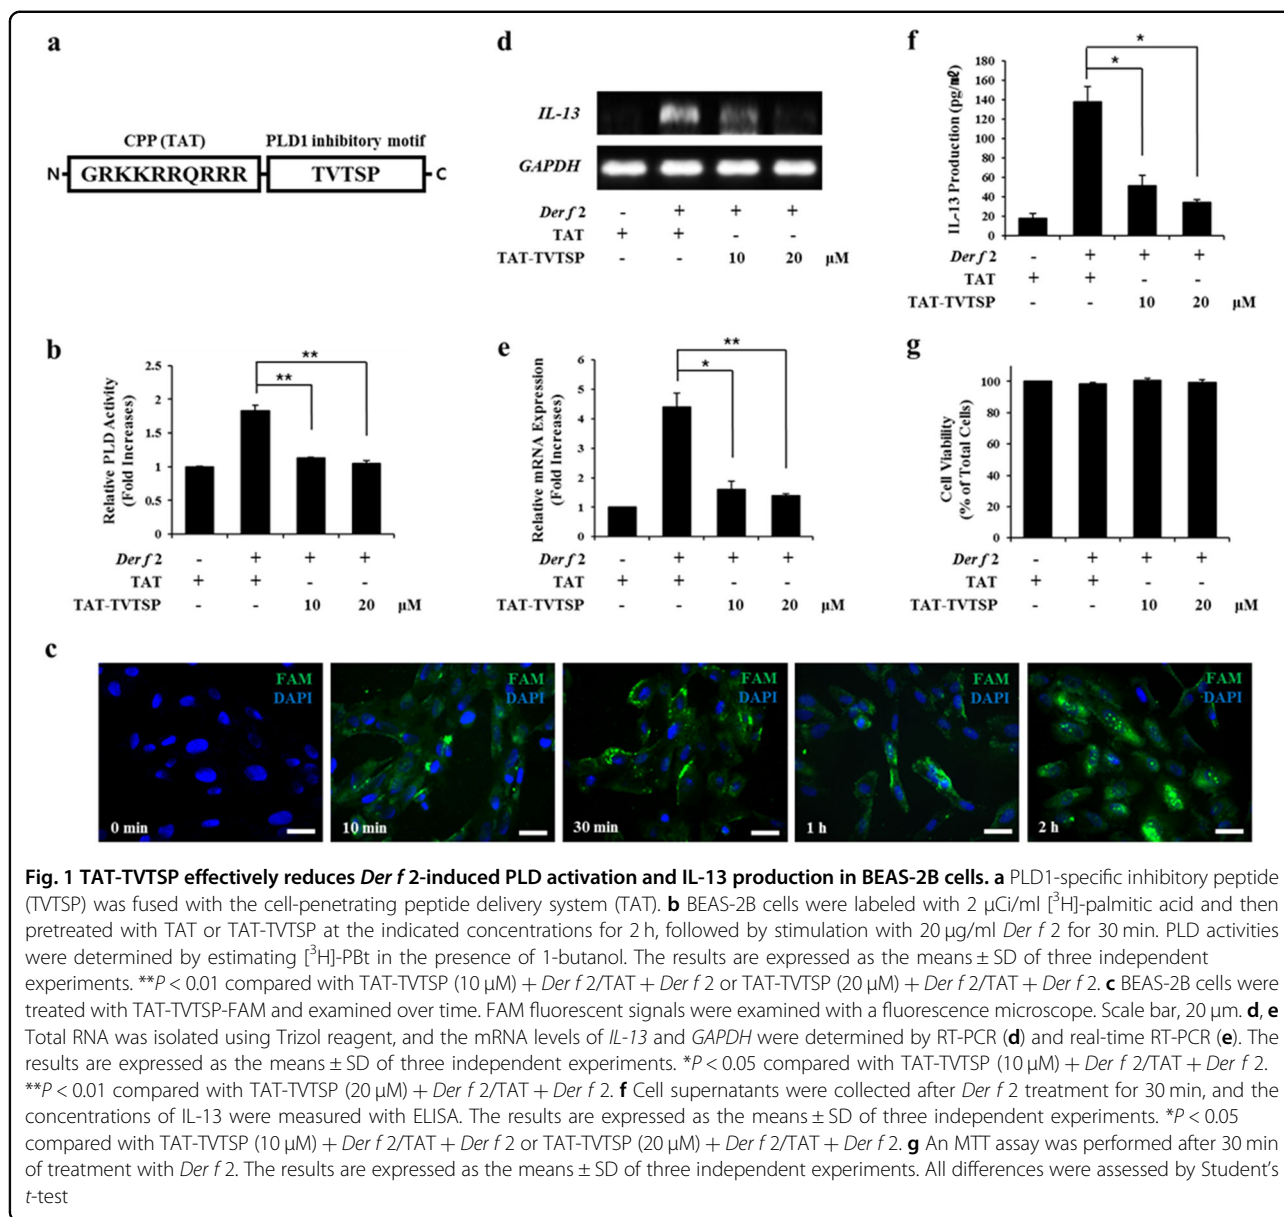 a
CPP (TAT) PLD1 inhibitory motif
N GRKKRRQRRR TVTSP C
b
Relative PLD Activity
(Fold Increases)
2.5
2
1.5
1
0.5
0
**
**
Der f 2 - + + +
TAT + + - -
TAT-TVTSP - - 10 20 µM
d
IL-13
GAPDH
Der f 2 - + + +
TAT + + - -
TAT-TVTSP - - 10 20 µM
e
Relative mRNA Expression
(Fold Increases)
6
5
4
3
2
1
0
**
*
Der f 2 - + + +
TAT + + - -
TAT-TVTSP - - 10 20 µM
f
IL-13 Production (pg/㎖)
180
160
140
120
100
80
60
40
20
0
*
*
Der f 2 - + + +
TAT + + - -
TAT-TVTSP - - 10 20 µM
g
Cell Viability
(% of Total Cells)
100
80
60
40
20
0
Der f 2 - + + +
TAT + + - -
TAT-TVTSP - - 10 20 µM
c
FAM
DAPI
0 min
FAM
DAPI
10 min
FAM
DAPI
30 min
FAM
DAPI
1 h
FAM
DAPI
2 h
Fig. 1 TAT-TVTSP effectively reduces Der f 2-induced PLD activation and IL-13 production in BEAS-2B cells. a PLD1-specific inhibitory peptide
(TVTSP) was fused with the cell-penetrating peptide delivery system (TAT). b BEAS-2B cells were labeled with 2 µCi/ml [³H]-palmitic acid and then
pretreated with TAT or TAT-TVTSP at the indicated concentrations for 2 h, followed by stimulation with 20 µg/ml Der f 2 for 30 min. PLD activities
were determined by estimating [³H]-PBt in the presence of 1-butanol. The results are expressed as the means ± SD of three independent
experiments. **P < 0.01 compared with TAT-TVTSP (10 µM) + Der f 2/TAT + Der f 2 or TAT-TVTSP (20 µM) + Der f 2/TAT + Der f 2. c BEAS-2B cells were
treated with TAT-TVTSP-FAM and examined over time. FAM fluorescent signals were examined with a fluorescence microscope. Scale bar, 20 µm. d, e
Total RNA was isolated using Trizol reagent, and the mRNA levels of IL-13 and GAPDH were determined by RT-PCR (d) and real-time RT-PCR (e). The
results are expressed as the means ± SD of three independent experiments. *P < 0.05 compared with TAT-TVTSP (10 µM) + Der f 2/TAT + Der f 2.
**P < 0.01 compared with TAT-TVTSP (20 µM) + Der f 2/TAT + Der f 2. f Cell supernatants were collected after Der f 2 treatment for 30 min, and the
concentrations of IL-13 were measured with ELISA. The results are expressed as the means ± SD of three independent experiments. *P < 0.05
compared with TAT-TVTSP (10 µM) + Der f 2/TAT + Der f 2 or TAT-TVTSP (20 µM) + Der f 2/TAT + Der f 2. g An MTT assay was performed after 30 min
of treatment with Der f 2. The results are expressed as the means ± SD of three independent experiments. All differences were assessed by Student's
t-test